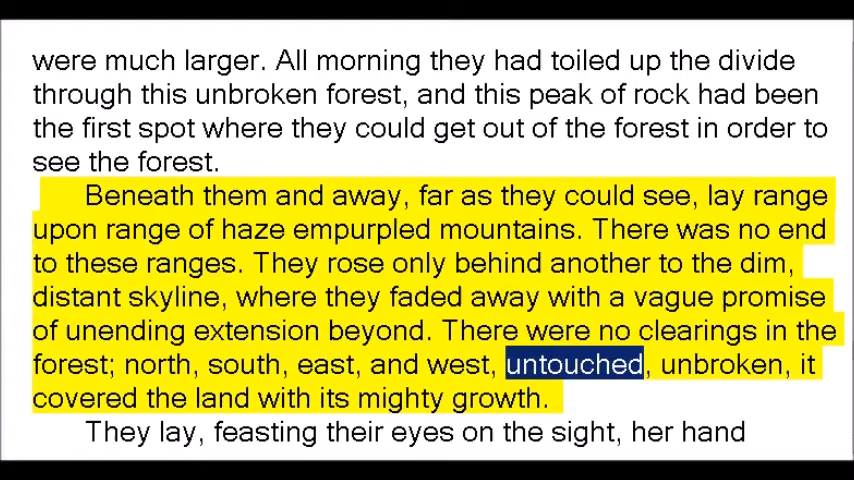 were much larger. All morning they had toiled up the divide
through this unbroken forest, and this peak of rock had been
the first spot where they could get out of the forest in order to
see the forest.
Beneath them and away, far as they could see, lay range
upon range of haze empurpled mountains. There was no end
to these ranges. They rose only behind another to the dim,
distant skyline, where they faded away with a vague promise
of unending extension beyond. There were no clearings in the
forest; north, south, east, and west, untouched, unbroken, it
covered the land with its mighty growth.
They lay, feasting their eyes on the sight, her hand